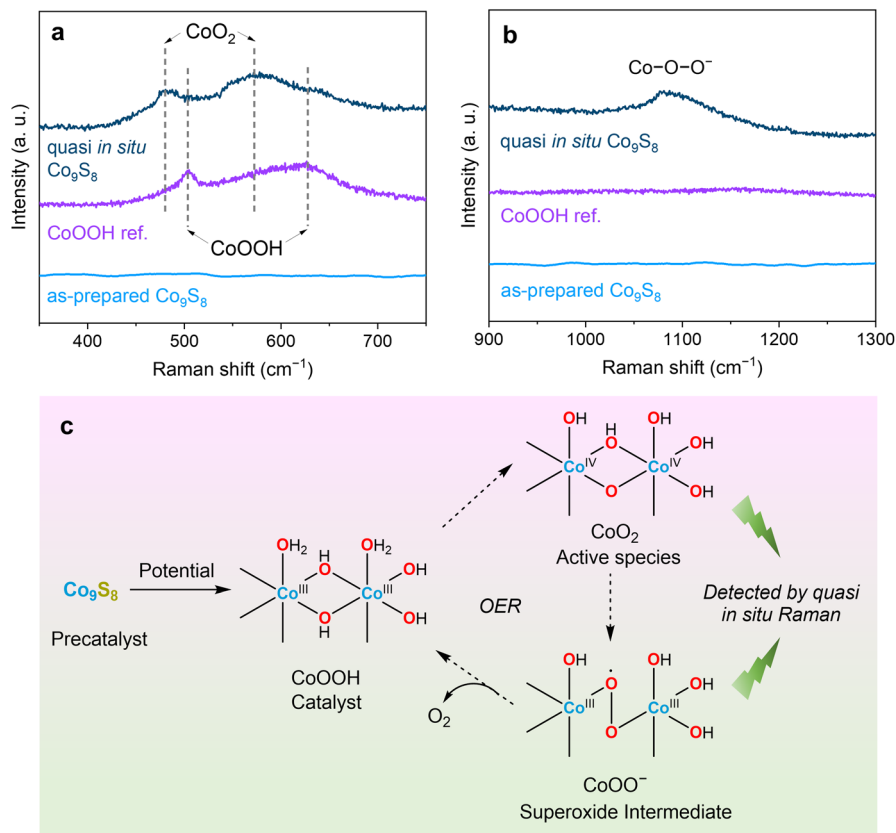 a
CoO₂
Intensity (a. u.)
quasi in situ
Co₉S₈
CoOOH ref.
CoOOH
as-prepared Co₉S₈
400 500 600 700
Raman shift (cm⁻¹)
b
Co−O−O⁻
Intensity (a. u.)
quasi in situ Co₉S₈
CoOOH ref.
as-prepared Co₉S₈
900 1000 1100 1200 1300
Raman shift (cm⁻¹)
c
OH H OH
O OH
Coᴵⱽ Coᴵⱽ
O OH
CoO₂
Active species
OH₂ H OH₂
O OH
Potential
Co₉S₈ Coᴵᴵᴵ Coᴵᴵᴵ
O OH
H
Precatalyst
CoOOH
Catalyst
OER
Detected by quasi
in situ Raman
O₂
OH · OH
O OH
Coᴵᴵᴵ Coᴵᴵᴵ
O OH
CoOO⁻
Superoxide Intermediate